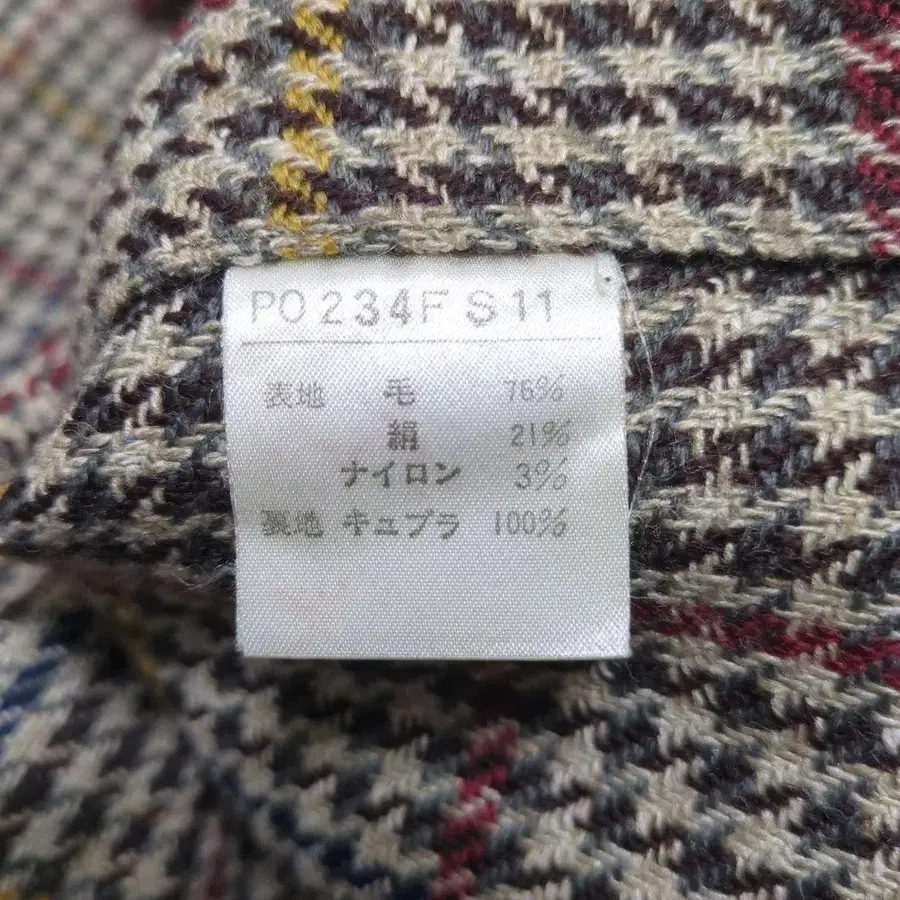 PO234F S11
表地 毛 76%
絹 21%
ナイロン 3%
裏地 キュプラ 100%